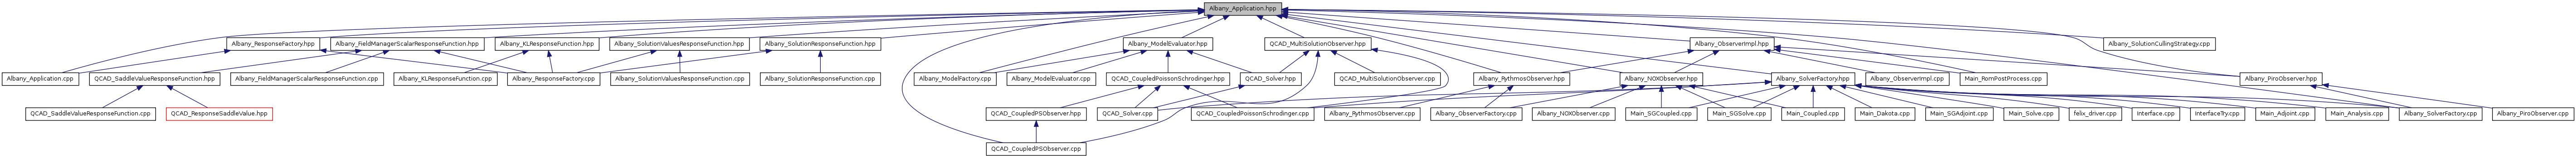 Albany_Application.hpp
Albany_ResponseFactory.hpp
Albany_FieldManagerScalarResponseFunction.hpp
Albany_KLResponseFunction.hpp
Albany_SolutionValuesResponseFunction.hpp
Albany_SolutionResponseFunction.hpp
Albany_ModelEvaluator.hpp
QCAD_MultiSolutionObserver.hpp
Albany_ObserverImpl.hpp
Albany_SolutionCullingStrategy.cpp
Albany_Application.cpp
QCAD_SaddleValueResponseFunction.hpp
Albany_FieldManagerScalarResponseFunction.cpp
Albany_KLResponseFunction.cpp
Albany_ResponseFactory.cpp
Albany_SolutionValuesResponseFunction.cpp
Albany_SolutionResponseFunction.cpp
Albany_ModelFactory.cpp
Albany_ModelEvaluator.cpp
QCAD_CoupledPoissonSchrodinger.hpp
QCAD_Solver.hpp
QCAD_MultiSolutionObserver.cpp
Albany_RythmosObserver.hpp
Albany_NOXObserver.hpp
Albany_SolverFactory.hpp
Albany_ObserverImpl.cpp
Main_RomPostProcess.cpp
Albany_PiroObserver.hpp
QCAD_SaddleValueResponseFunction.cpp
QCAD_ResponseSaddleValue.hpp
QCAD_CoupledPSObserver.hpp
QCAD_Solver.cpp
QCAD_CoupledPoissonSchrodinger.cpp
Albany_RythmosObserver.cpp
Albany_ObserverFactory.cpp
Albany_NOXObserver.cpp
Main_SGCoupled.cpp
Main_SGSolve.cpp
Main_Coupled.cpp
Main_Dakota.cpp
Main_SGAdjoint.cpp
Main_Solve.cpp
felix_driver.cpp
Interface.cpp
InterfaceTry.cpp
Main_Adjoint.cpp
Main_Analysis.cpp
Albany_SolverFactory.cpp
Albany_PiroObserver.cpp
QCAD_CoupledPSObserver.cpp